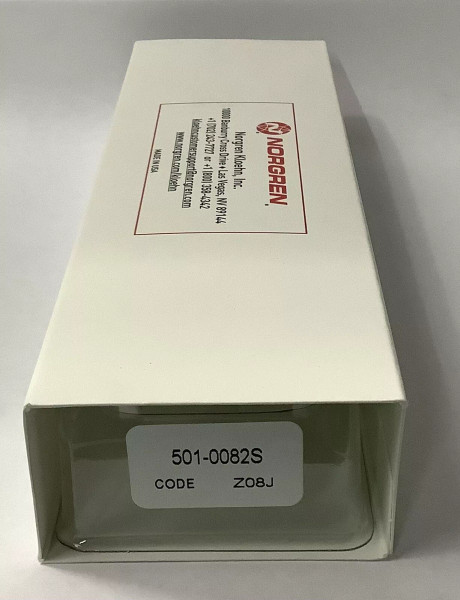 NORGREN
Norgren Kloehn, Inc.
10000 Banburry Cross Drive • Las Vegas, NV 89144
+1 (702) 243-7727 or +1 (800) 358-4342
kloehncustomersupport@norgren.com
www.norgren.com/kloehn
MADE IN USA
501-0082S
CODE Z08J